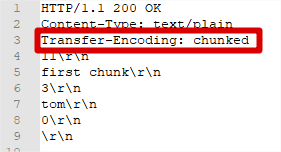 1 HTTP/1.1 200 OK
2 Content-Type: text/plain
3 Transfer-Encoding: chunked
4 11\r\n
5 first chunk\r\n
6 3\r\n
7 tom\r\n
8 0\r\n
9 \r\n
10